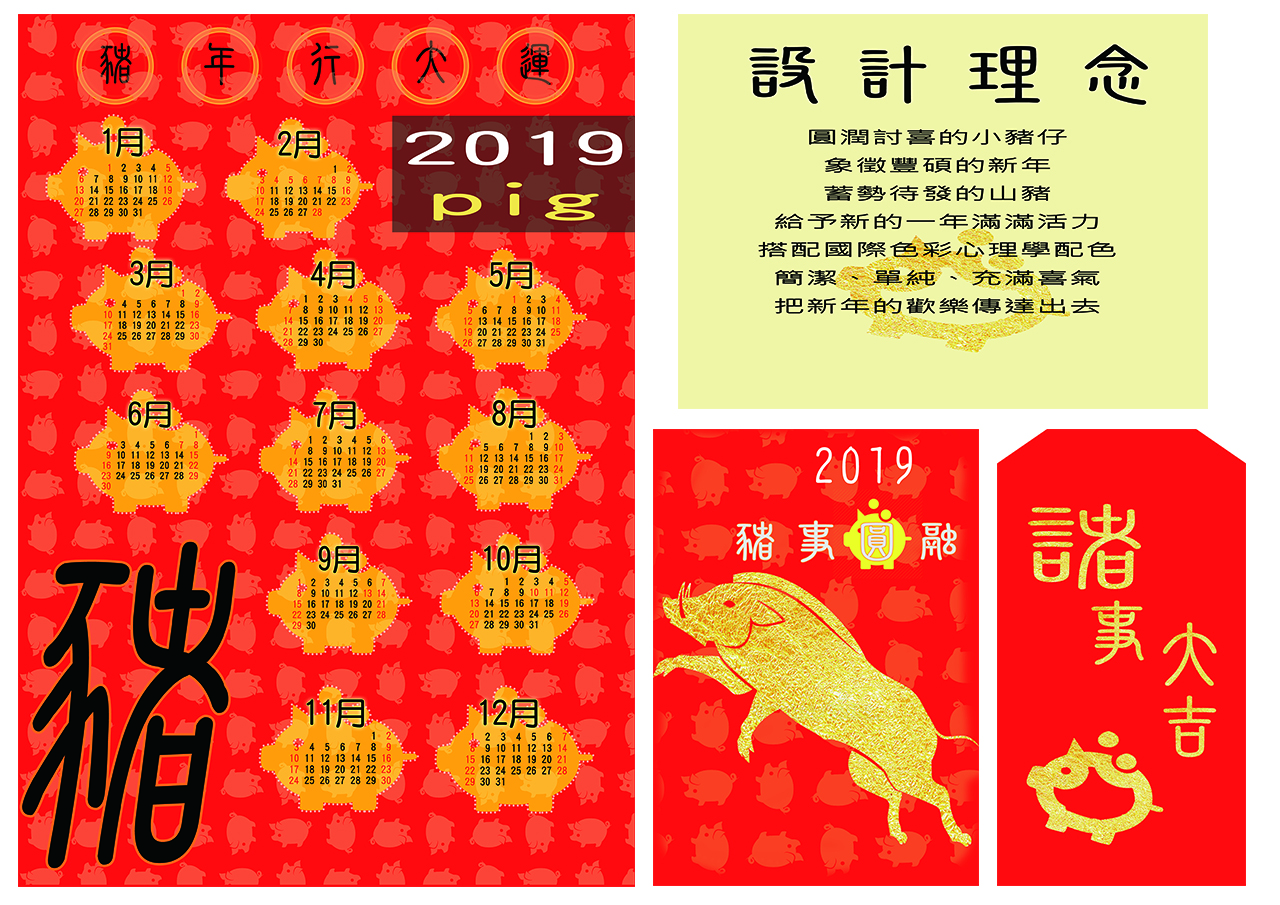 豬年行大運
2019
pig
1月
1 2 3 4 5
6 7 8 9 10 11 12
13 14 15 16 17 18 19
20 21 22 23 24 25 26
27 28 29 30 31
2月
1 2
3 4 5 6 7 8 9
10 11 12 13 14 15 16
17 18 19 20 21 22 23
24 25 26 27 28
3月
1 2
3 4 5 6 7 8 9
10 11 12 13 14 15 16
17 18 19 20 21 22 23
24 25 26 27 28 29 30
31
4月
1 2 3 4 5 6
7 8 9 10 11 12 13
14 15 16 17 18 19 20
21 22 23 24 25 26 27
28 29 30
5月
1 2 3 4
5 6 7 8 9 10 11
12 13 14 15 16 17 18
19 20 21 22 23 24 25
26 27 28 29 30 31
6月
1
2 3 4 5 6 7 8
9 10 11 12 13 14 15
16 17 18 19 20 21 22
23 24 25 26 27 28 29
30
7月
1 2 3 4 5 6
7 8 9 10 11 12 13
14 15 16 17 18 19 20
21 22 23 24 25 26 27
28 29 30 31
8月
1 2 3
4 5 6 7 8 9 10
11 12 13 14 15 16 17
18 19 20 21 22 23 24
25 26 27 28 29 30 31
9月
1 2 3 4 5 6 7
8 9 10 11 12 13 14
15 16 17 18 19 20 21
22 23 24 25 26 27 28
29 30
10月
1 2 3 4 5
6 7 8 9 10 11 12
13 14 15 16 17 18 19
20 21 22 23 24 25 26
27 28 29 30 31
11月
1 2
3 4 5 6 7 8 9
10 11 12 13 14 15 16
17 18 19 20 21 22 23
24 25 26 27 28 29 30
12月
1 2 3 4 5 6 7
8 9 10 11 12 13 14
15 16 17 18 19 20 21
22 23 24 25 26 27 28
29 30 31
豬
設計理念
圓潤討喜的小豬仔
象徵豐碩的新年
蓄勢待發的山豬
給予新的一年滿滿活力
搭配國際色彩心理學配色
簡潔、單純、充滿喜氣
把新年的歡樂傳達出去
2019
豬事圓融
諸事
大吉